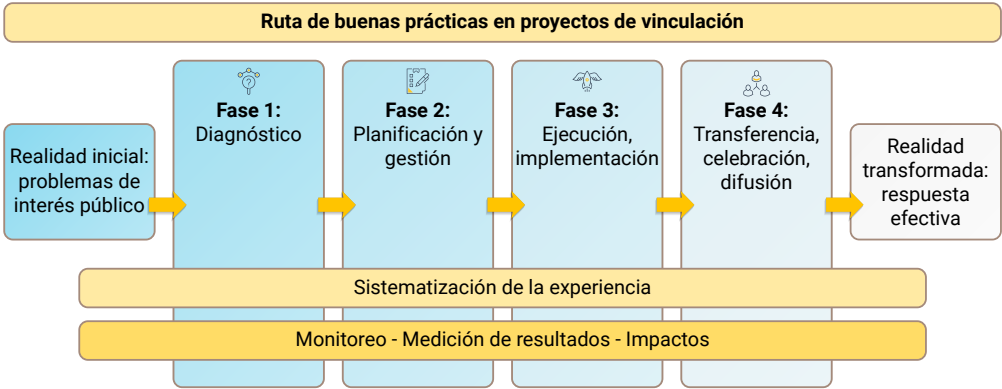 Ruta de buenas prácticas en proyectos de vinculación
Realidad inicial:
problemas de
interés público
Fase 1:
Diagnóstico
Fase 2:
Planificación y
gestión
Fase 3:
Ejecución,
implementación
Fase 4:
Transferencia,
celebración,
difusión
Realidad
transformada:
respuesta
efectiva
Sistematización de la experiencia
Monitoreo - Medición de resultados - Impactos